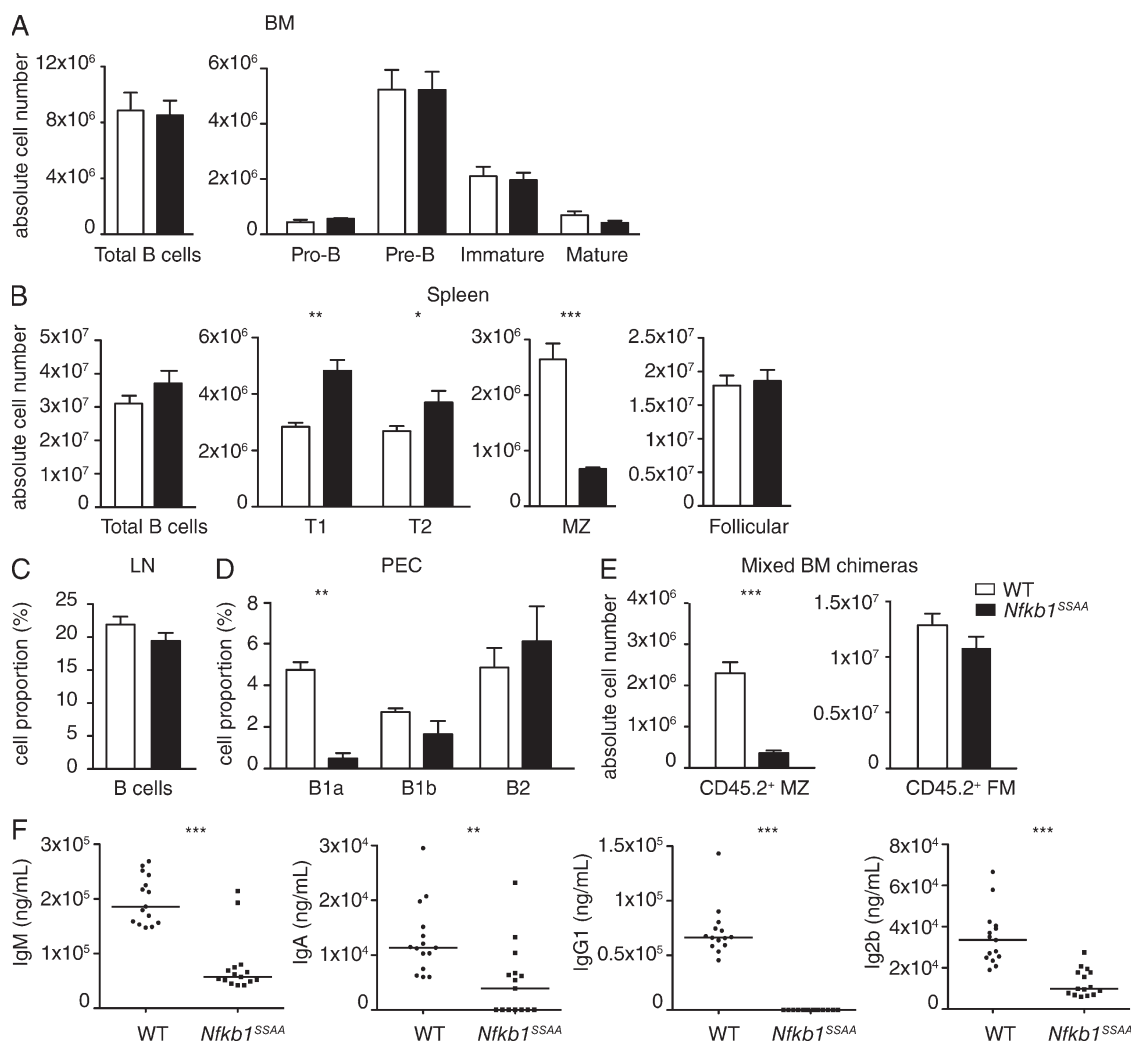 A
BM
absolute cell number
12x10⁶
8x10⁶
4x10⁶
0
Total B cells
6x10⁶
4x10⁶
2x10⁶
0
Pro-B Pre-B Immature Mature
B
Spleen
absolute cell number
5x10⁷
4x10⁷
3x10⁷
2x10⁷
1x10⁷
0
Total B cells
** *
6x10⁶
4x10⁶
2x10⁶
0
T1 T2
***
3x10⁶
2x10⁶
1x10⁶
0
MZ
2.5x10⁷
2x10⁷
1.5x10⁷
1x10⁷
0.5x10⁷
0
Follicular
C
LN
cell proportion (%)
25
20
15
10
5
0
B cells
D
PEC
**
cell proportion (%)
8
6
4
2
0
B1a B1b B2
E
Mixed BM chimeras
WT
Nfkb1ˢˢᴬᴬ
***
absolute cell number
4x10⁶
3x10⁶
2x10⁶
1x10⁶
0
CD45.2⁺ MZ
1.5x10⁷
1x10⁷
0.5x10⁷
0
CD45.2⁺ FM
F
***
IgM (ng/mL)
3x10⁵
2x10⁵
1x10⁵
0
WT Nfkb1ˢˢᴬᴬ
**
IgA (ng/mL)
3x10⁴
2x10⁴
1x10⁴
0
WT Nfkb1ˢˢᴬᴬ
***
IgG1 (ng/mL)
1.5x10⁵
1x10⁵
0.5x10⁵
0
WT Nfkb1ˢˢᴬᴬ
***
Ig2b (ng/mL)
8x10⁴
6x10⁴
4x10⁴
2x10⁴
0
WT Nfkb1ˢˢᴬᴬ